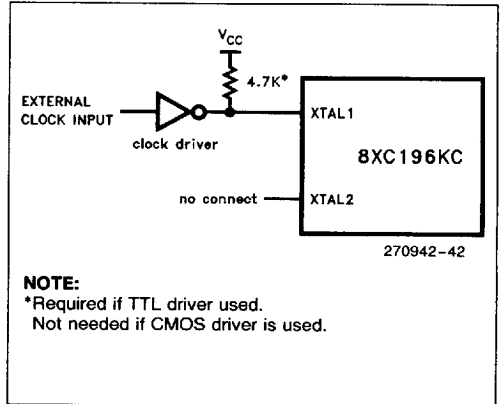 VCC
4.7K*
EXTERNAL
CLOCK INPUT
clock driver
XTAL1
8XC196KC
no connect
XTAL2
270942-42
NOTE:
*Required if TTL driver used.
Not needed if CMOS driver is used.